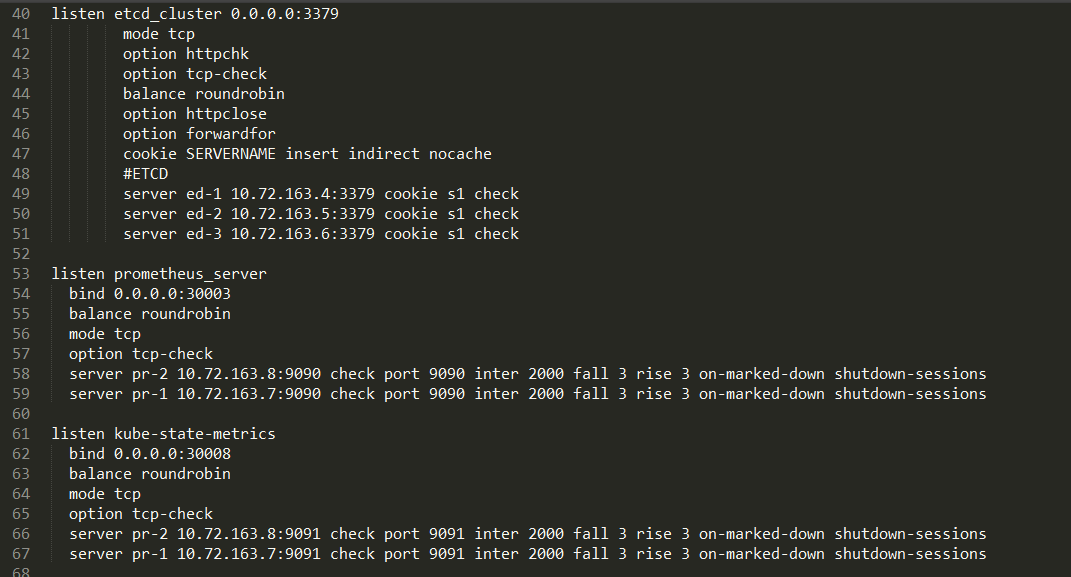 40 listen etcd_cluster 0.0.0.0:3379
41 mode tcp
42 option httpchk
43 option tcp-check
44 balance roundrobin
45 option httpclose
46 option forwardfor
47 cookie SERVERNAME insert indirect nocache
48 #ETCD
49 server ed-1 10.72.163.4:3379 cookie s1 check
50 server ed-2 10.72.163.5:3379 cookie s1 check
51 server ed-3 10.72.163.6:3379 cookie s1 check
52
53 listen prometheus_server
54 bind 0.0.0.0:30003
55 balance roundrobin
56 mode tcp
57 option tcp-check
58 server pr-2 10.72.163.8:9090 check port 9090 inter 2000 fall 3 rise 3 on-marked-down shutdown-sessions
59 server pr-1 10.72.163.7:9090 check port 9090 inter 2000 fall 3 rise 3 on-marked-down shutdown-sessions
60
61 listen kube-state-metrics
62 bind 0.0.0.0:30008
63 balance roundrobin
64 mode tcp
65 option tcp-check
66 server pr-2 10.72.163.8:9091 check port 9091 inter 2000 fall 3 rise 3 on-marked-down shutdown-sessions
67 server pr-1 10.72.163.7:9091 check port 9091 inter 2000 fall 3 rise 3 on-marked-down shutdown-sessions
68